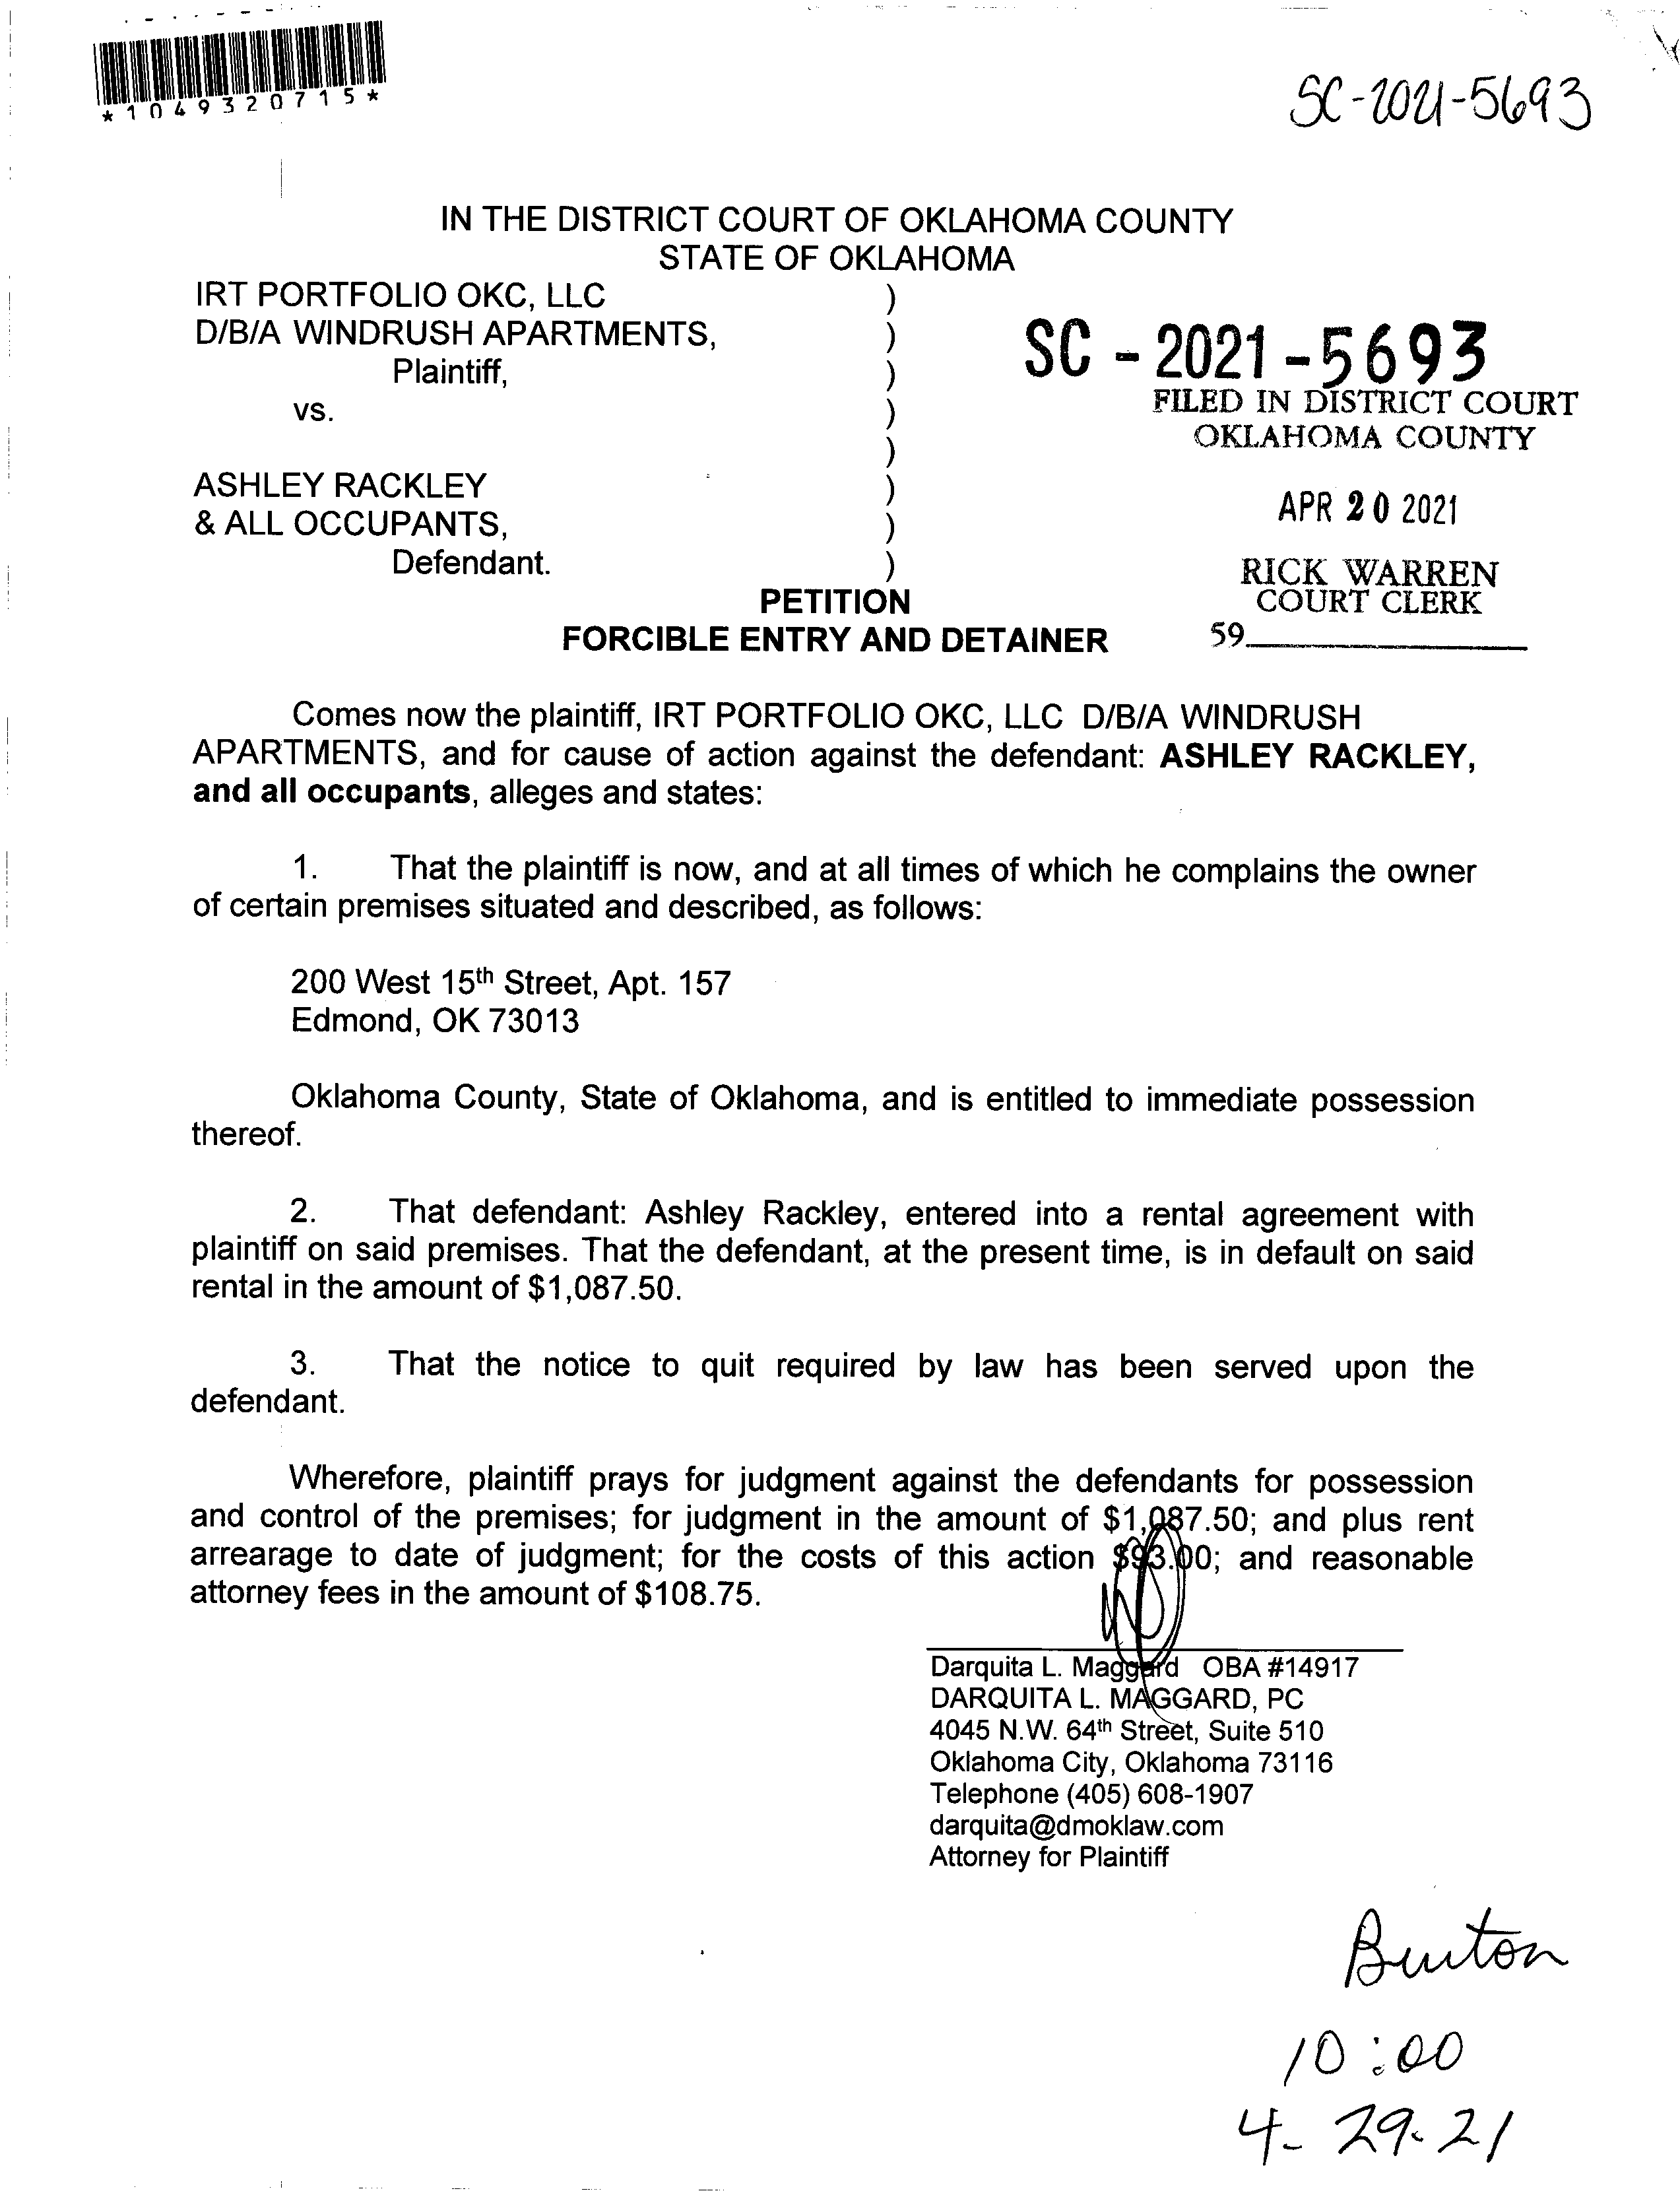 *1049320715*
SC-2021-5693
IN THE DISTRICT COURT OF OKLAHOMA COUNTY
STATE OF OKLAHOMA
IRT PORTFOLIO OKC, LLC )
D/B/A WINDRUSH APARTMENTS, )
Plaintiff, )
vs. )
)
ASHLEY RACKLEY )
& ALL OCCUPANTS, )
Defendant. )
SC - 2021 - 5693
FILED IN DISTRICT COURT
OKLAHOMA COUNTY
APR 20 2021
RICK WARREN
COURT CLERK
59
PETITION
FORCIBLE ENTRY AND DETAINER
Comes now the plaintiff, IRT PORTFOLIO OKC, LLC D/B/A WINDRUSH
APARTMENTS, and for cause of action against the defendant: ASHLEY RACKLEY,
and all occupants, alleges and states:
1. That the plaintiff is now, and at all times of which he complains the owner
of certain premises situated and described, as follows:
200 West 15th Street, Apt. 157
Edmond, OK 73013
Oklahoma County, State of Oklahoma, and is entitled to immediate possession
thereof.
2. That defendant: Ashley Rackley, entered into a rental agreement with
plaintiff on said premises. That the defendant, at the present time, is in default on said
rental in the amount of $1,087.50.
3. That the notice to quit required by law has been served upon the
defendant.
Wherefore, plaintiff prays for judgment against the defendants for possession
and control of the premises; for judgment in the amount of $1,087.50; and plus rent
arrearage to date of judgment; for the costs of this action $93.00; and reasonable
attorney fees in the amount of $108.75.
Darquita L. Maggard OBA #14917
DARQUITA L. MAGGARD, PC
4045 N.W. 64th Street, Suite 510
Oklahoma City, Oklahoma 73116
Telephone (405) 608-1907
darquita@dmoklaw.com
Attorney for Plaintiff
Burton
10:00
4-29-21